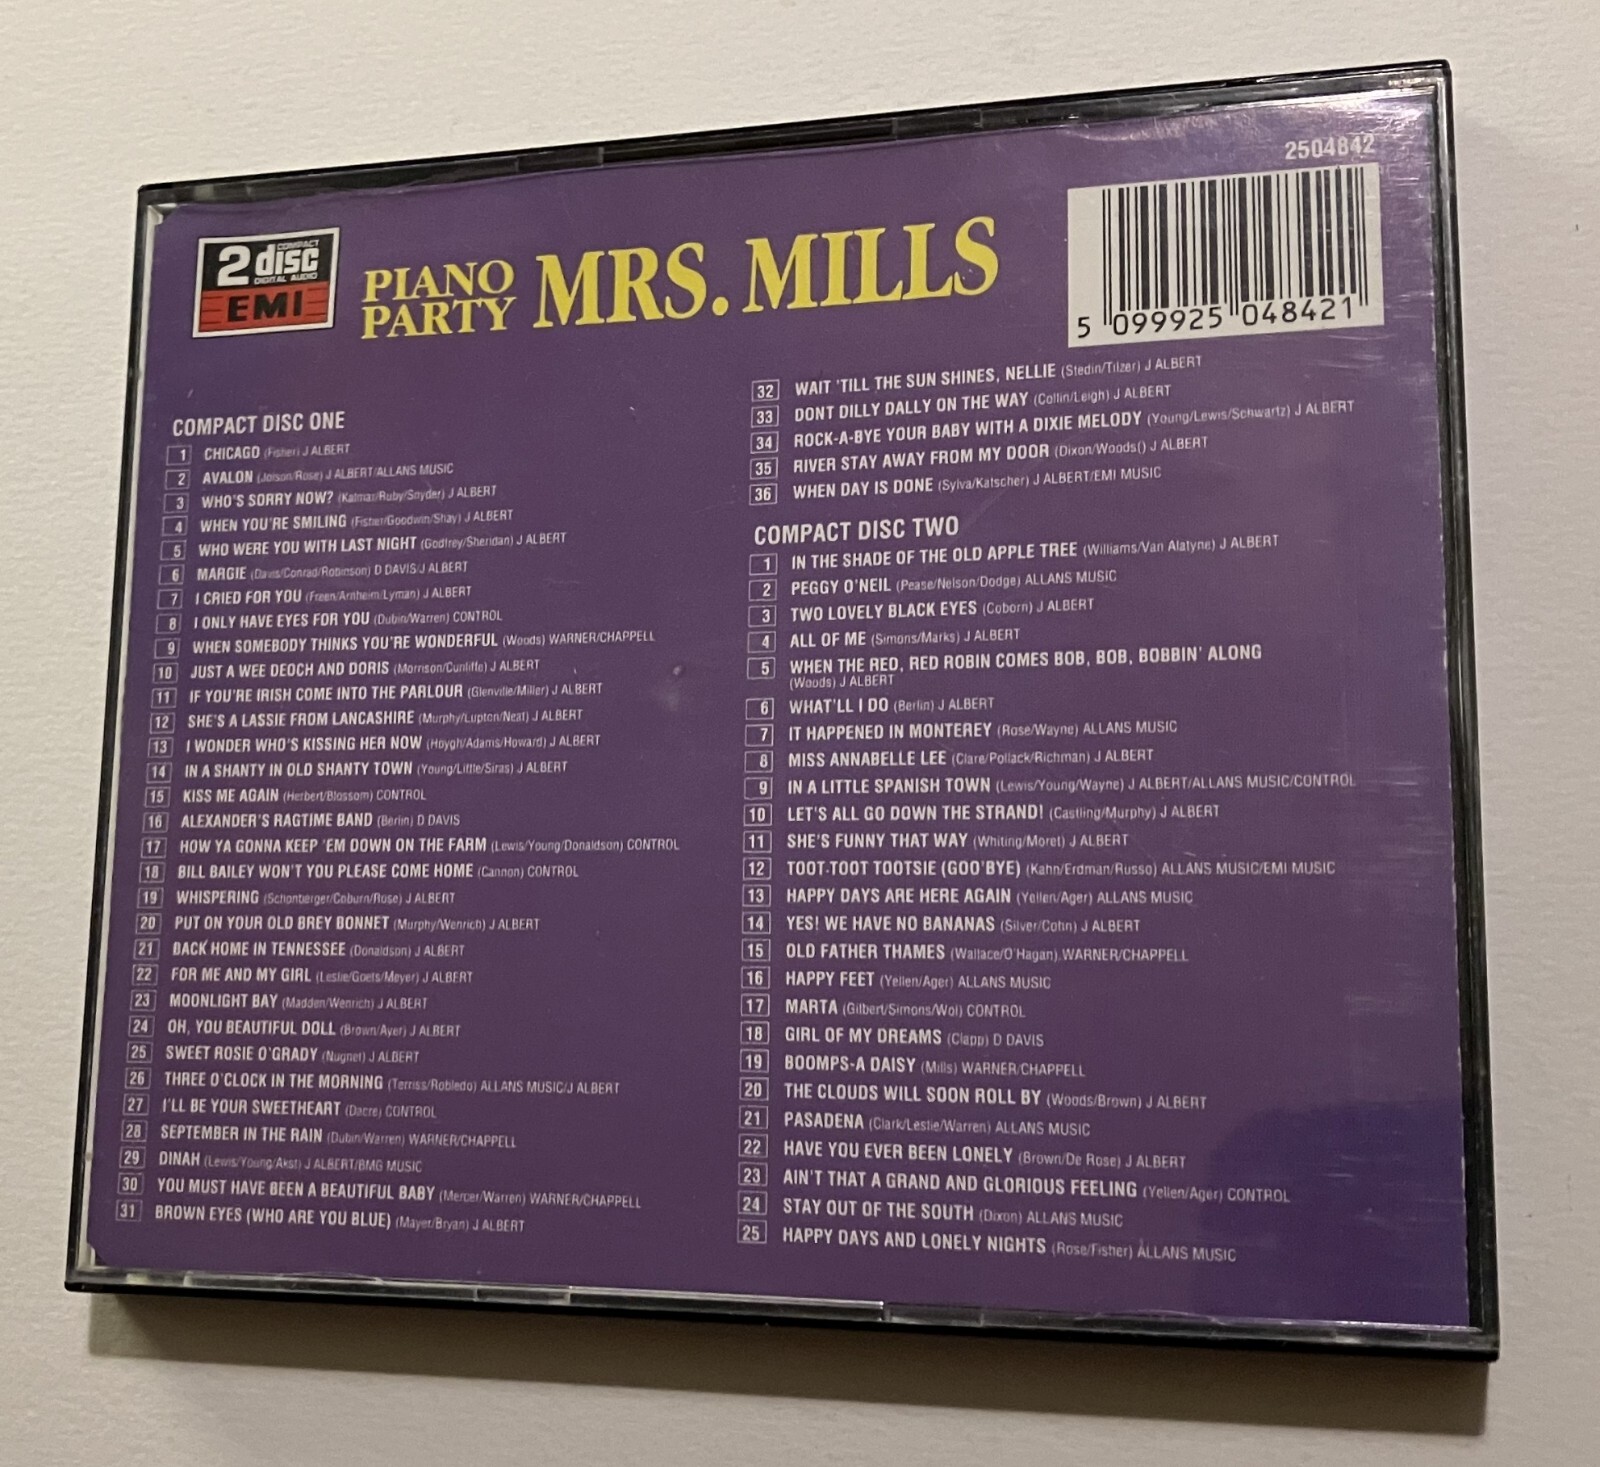 2504842
2 COMPACT disc DIGITAL AUDIO
EMI
PIANO PARTY MRS. MILLS
5 099925 048421
COMPACT DISC ONE
1 CHICAGO (Fisher) J ALBERT
2 AVALON (Jolson/Rose) J ALBERT/ALLANS MUSIC
3 WHO'S SORRY NOW? (Kalmar/Ruby/Snyder) J ALBERT
4 WHEN YOU'RE SMILING (Fisher/Goodwin/Shay) J ALBERT
5 WHO WERE YOU WITH LAST NIGHT (Godfrey/Sheridan) J ALBERT
6 MARGIE (Davis/Conrad/Robinson) D DAVIS/J ALBERT
7 I CRIED FOR YOU (Freen/Arnheim/Lyman) J ALBERT
8 I ONLY HAVE EYES FOR YOU (Dubin/Warren) CONTROL
9 WHEN SOMEBODY THINKS YOU'RE WONDERFUL (Woods) WARNER/CHAPPELL
10 JUST A WEE DEOCH AND DORIS (Morrison/Cunliffe) J ALBERT
11 IF YOU'RE IRISH COME INTO THE PARLOUR (Glenville/Miller) J ALBERT
12 SHE'S A LASSIE FROM LANCASHIRE (Murphy/Lupton/Neat) J ALBERT
13 I WONDER WHO'S KISSING HER NOW (Hoygh/Adams/Howard) J ALBERT
14 IN A SHANTY IN OLD SHANTY TOWN (Young/Little/Siras) J ALBERT
15 KISS ME AGAIN (Herbert/Blossom) CONTROL
16 ALEXANDER'S RAGTIME BAND (Berlin) D DAVIS
17 HOW YA GONNA KEEP 'EM DOWN ON THE FARM (Lewis/Young/Donaldson) CONTROL
18 BILL BAILEY WON'T YOU PLEASE COME HOME (Cannon) CONTROL
19 WHISPERING (Schonberger/Coburn/Rose) J ALBERT
20 PUT ON YOUR OLD BREY BONNET (Murphy/Wenrich) J ALBERT
21 BACK HOME IN TENNESSEE (Donaldson) J ALBERT
22 FOR ME AND MY GIRL (Leslie/Goets/Meyer) J ALBERT
23 MOONLIGHT BAY (Madden/Wenrich) J ALBERT
24 OH, YOU BEAUTIFUL DOLL (Brown/Ayer) J ALBERT
25 SWEET ROSIE O'GRADY (Nugnet) J ALBERT
26 THREE O'CLOCK IN THE MORNING (Terriss/Robledo) ALLANS MUSIC/J ALBERT
27 I'LL BE YOUR SWEETHEART (Dacre) CONTROL
28 SEPTEMBER IN THE RAIN (Dubin/Warren) WARNER/CHAPPELL
29 DINAH (Lewis/Young/Akst) J ALBERT/BMG MUSIC
30 YOU MUST HAVE BEEN A BEAUTIFUL BABY (Mercer/Warren) WARNER/CHAPPELL
31 BROWN EYES (WHO ARE YOU BLUE) (Mayer/Bryan) J ALBERT
32 WAIT 'TILL THE SUN SHINES, NELLIE (Stedin/Tilzer) J ALBERT
33 DONT DILLY DALLY ON THE WAY (Collin/Leigh) J ALBERT
34 ROCK-A-BYE YOUR BABY WITH A DIXIE MELODY (Young/Lewis/Schwartz) J ALBERT
35 RIVER STAY AWAY FROM MY DOOR (Dixon/Woods() J ALBERT
36 WHEN DAY IS DONE (Sylva/Katscher) J ALBERT/EMI MUSIC
COMPACT DISC TWO
1 IN THE SHADE OF THE OLD APPLE TREE (Williams/Van Alatyne) J ALBERT
2 PEGGY O'NEIL (Pease/Nelson/Dodge) ALLANS MUSIC
3 TWO LOVELY BLACK EYES (Coborn) J ALBERT
4 ALL OF ME (Simons/Marks) J ALBERT
5 WHEN THE RED, RED ROBIN COMES BOB, BOB, BOBBIN' ALONG
(Woods) J ALBERT
6 WHAT'LL I DO (Berlin) J ALBERT
7 IT HAPPENED IN MONTEREY (Rose/Wayne) ALLANS MUSIC
8 MISS ANNABELLE LEE (Clare/Pollack/Richman) J ALBERT
9 IN A LITTLE SPANISH TOWN (Lewis/Young/Wayne) J ALBERT/ALLANS MUSIC/CONTROL
10 LET'S ALL GO DOWN THE STRAND! (Castling/Murphy) J ALBERT
11 SHE'S FUNNY THAT WAY (Whiting/Moret) J ALBERT
12 TOOT-TOOT TOOTSIE (GOO'BYE) (Kahn/Erdman/Russo) ALLANS MUSIC/EMI MUSIC
13 HAPPY DAYS ARE HERE AGAIN (Yellen/Ager) ALLANS MUSIC
14 YES! WE HAVE NO BANANAS (Silver/Cohn) J ALBERT
15 OLD FATHER THAMES (Wallace/O'Hagan) WARNER/CHAPPELL
16 HAPPY FEET (Yellen/Ager) ALLANS MUSIC
17 MARTA (Gilbert/Simons/Wol) CONTROL
18 GIRL OF MY DREAMS (Clapp) D DAVIS
19 BOOMPS-A DAISY (Mills) WARNER/CHAPPELL
20 THE CLOUDS WILL SOON ROLL BY (Woods/Brown) J ALBERT
21 PASADENA (Clark/Leslie/Warren) ALLANS MUSIC
22 HAVE YOU EVER BEEN LONELY (Brown/De Rose) J ALBERT
23 AIN'T THAT A GRAND AND GLORIOUS FEELING (Yellen/Ager) CONTROL
24 STAY OUT OF THE SOUTH (Dixon) ALLANS MUSIC
25 HAPPY DAYS AND LONELY NIGHTS (Rose/Fisher) ALLANS MUSIC